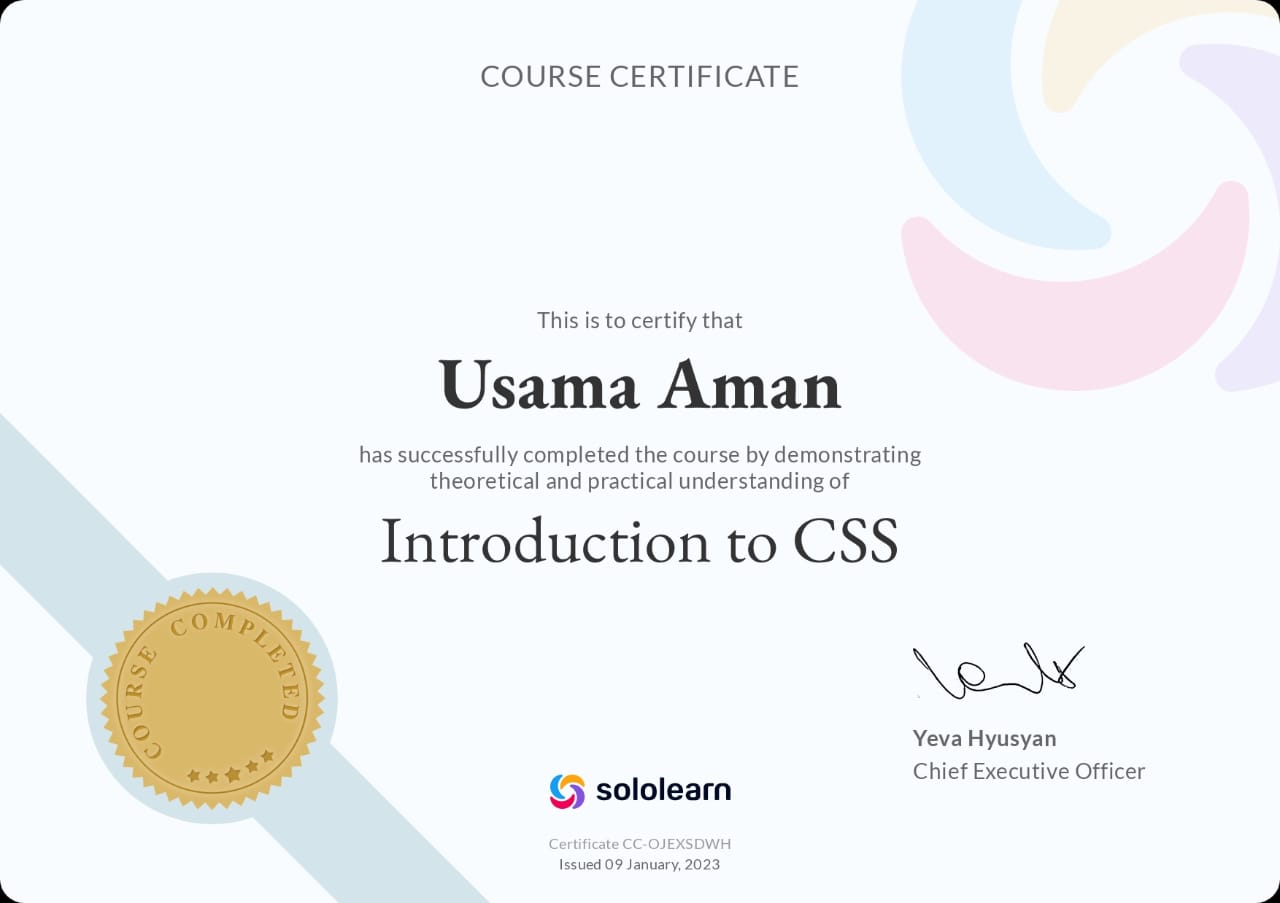 COURSE CERTIFICATE
This is to certify that
Usama Aman
has successfully completed the course by demonstrating
theoretical and practical understanding of
Introduction to CSS
COURSE COMPLETED
Yeva Hyusyan
Chief Executive Officer
sololearn
Certificate CC-OJEXSDWH
Issued 09 January, 2023